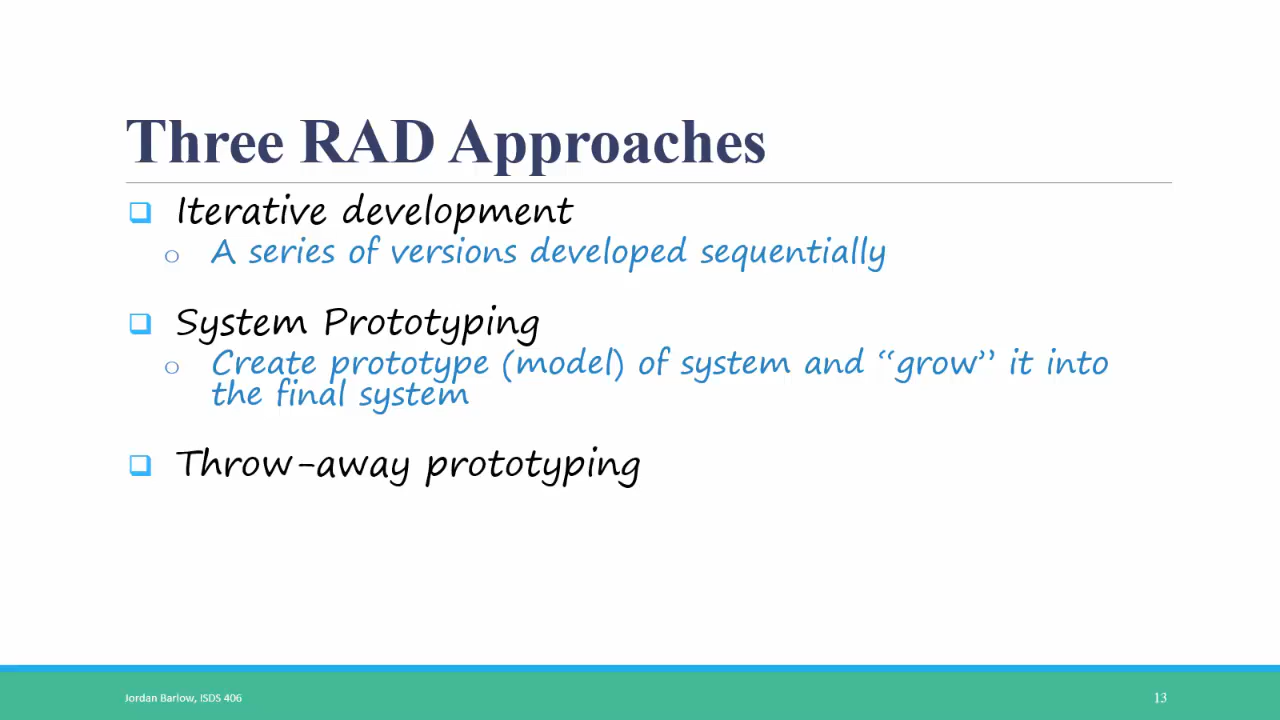 Three RAD Approaches
Iterative development
A series of versions developed sequentially
System Prototyping
Create prototype (model) of system and “grow” it into
the final system
Throw-away prototyping
Jordan Barlow, ISDS 406
13